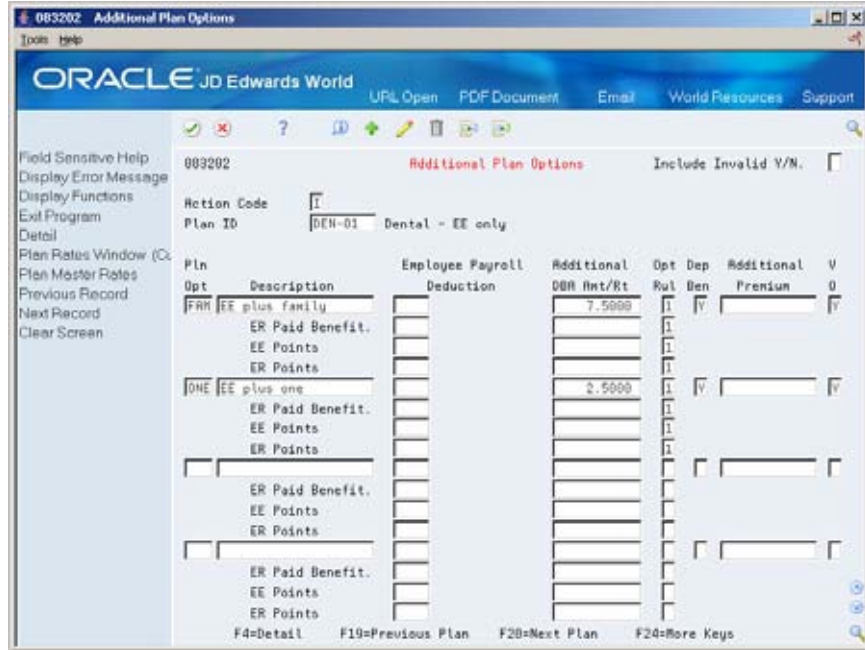 083202 Additional Plan Options
Tools Help
ORACLE JD Edwards World
URL Open PDF Document Email World Resources Support
Field Sensitive Help
Display Error Message
Display Functions
Exit Program
Detail
Plan Rates Window (Cu
Plan Master Rates
Previous Record
Next Record
Clear Screen
083202 Additional Plan Options Include Invalid Y/N.
Action Code I
Plan ID DEN-01 Dental - EE only
Pln Employee Payroll Additional Opt Dep Additional V
Opt Description Deduction DBA Amt/Rt Rul Ben Premium O
FAM EE plus family 7.5000 1 Y Y
ER Paid Benefit. 1
EE Points 1
ER Points 1
ONE EE plus one 2.5000 1 Y Y
ER Paid Benefit. 1
EE Points 1
ER Points 1
ER Paid Benefit.
EE Points
ER Points
ER Paid Benefit.
EE Points
ER Points
F4=Detail F19=Previous Plan F20=Next Plan F24=More Keys